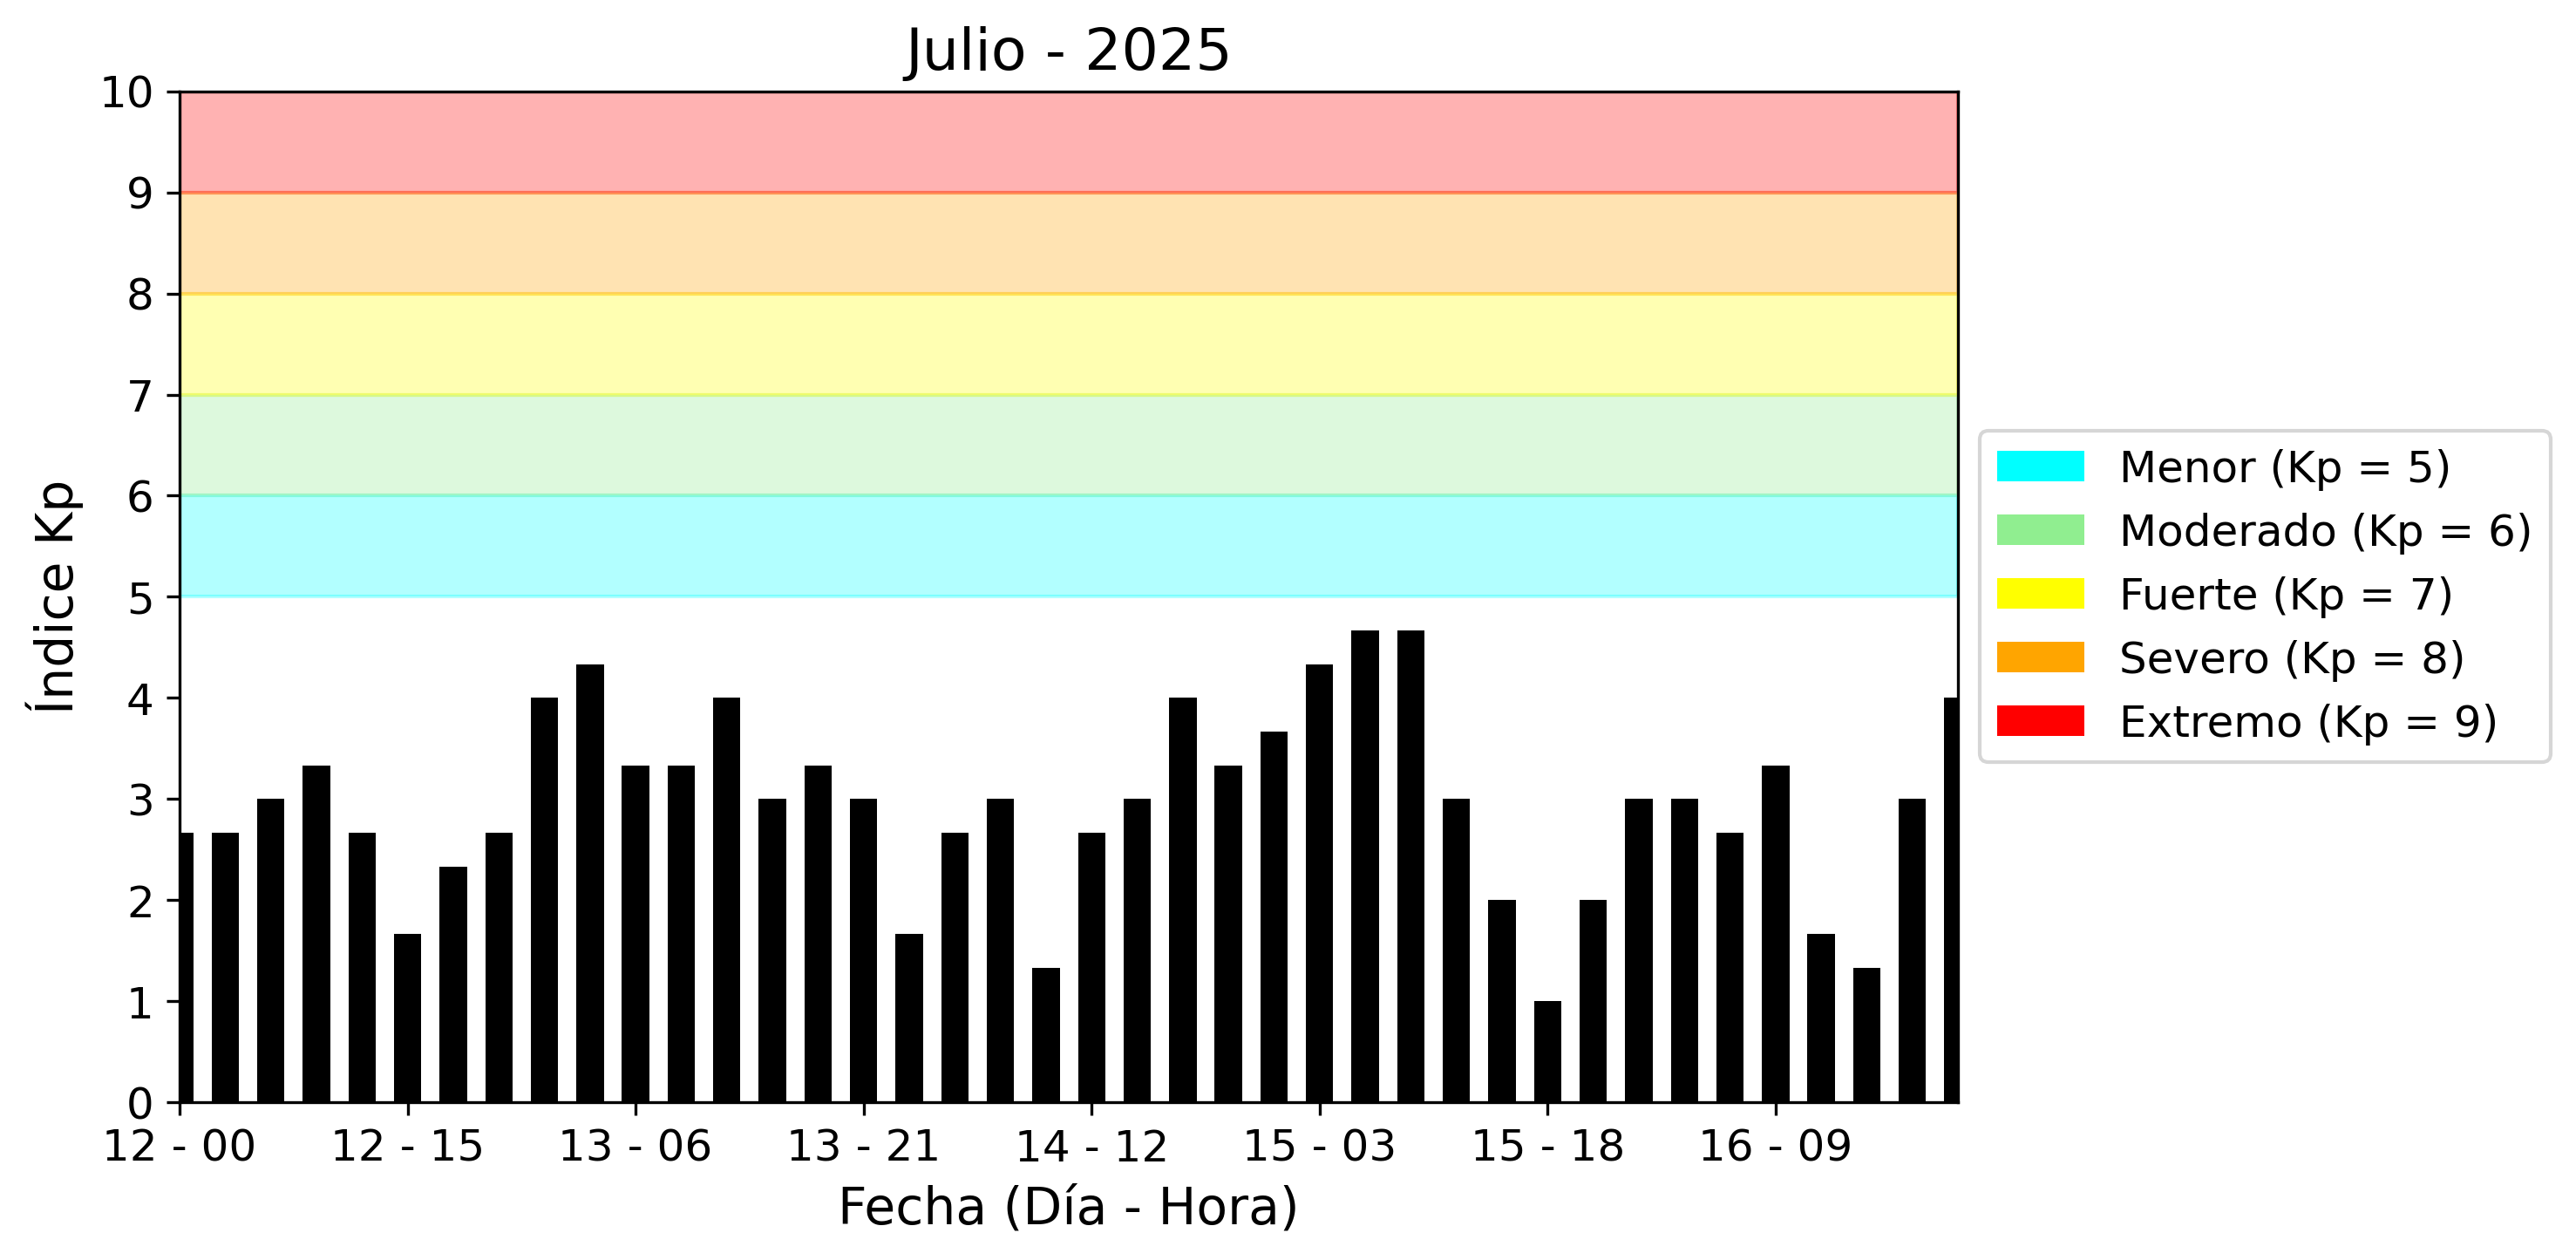 Julio - 2025
10
9
8
7
6
5
4
3
2
1
0
Índice Kp
12 - 00
12 - 15
13 - 06
13 - 21
14 - 12
15 - 03
15 - 18
16 - 09
Fecha (Día - Hora)
Menor (Kp = 5)
Moderado (Kp = 6)
Fuerte (Kp = 7)
Severo (Kp = 8)
Extremo (Kp = 9)